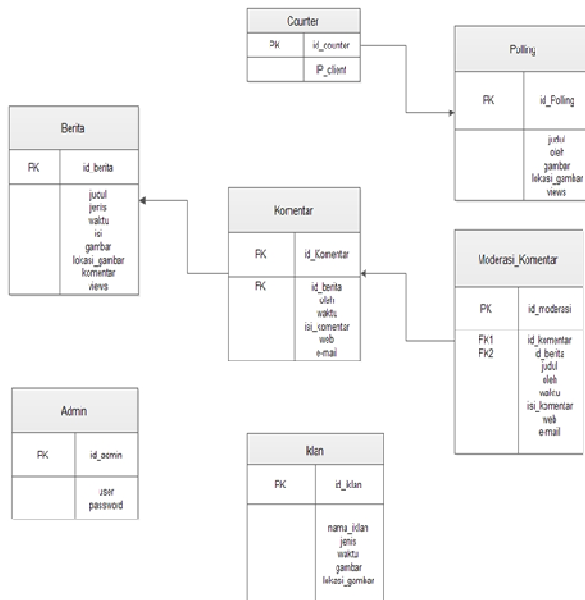 Counter
PK id_counter
IP_client
Polling
PK id_Polling
judul
oleh
gambar
lokasi_gambar
views
Berita
PK id_berita
judul
jenis
waktu
isi
gambar
lokasi_gambar
komentar
views
Komentar
PK id_Komentar
FK id_berita
oleh
waktu
isi_komentar
web
e-mail
Moderasi_Komentar
PK id_moderasi
FK1 id_komentar
FK2 id_berita
judul
oleh
waktu
isi_komentar
web
e-mail
Admin
PK id_admin
user
password
Iklan
PK id_iklan
nama_iklan
jenis
waktu
gambar
lokasi_gambar